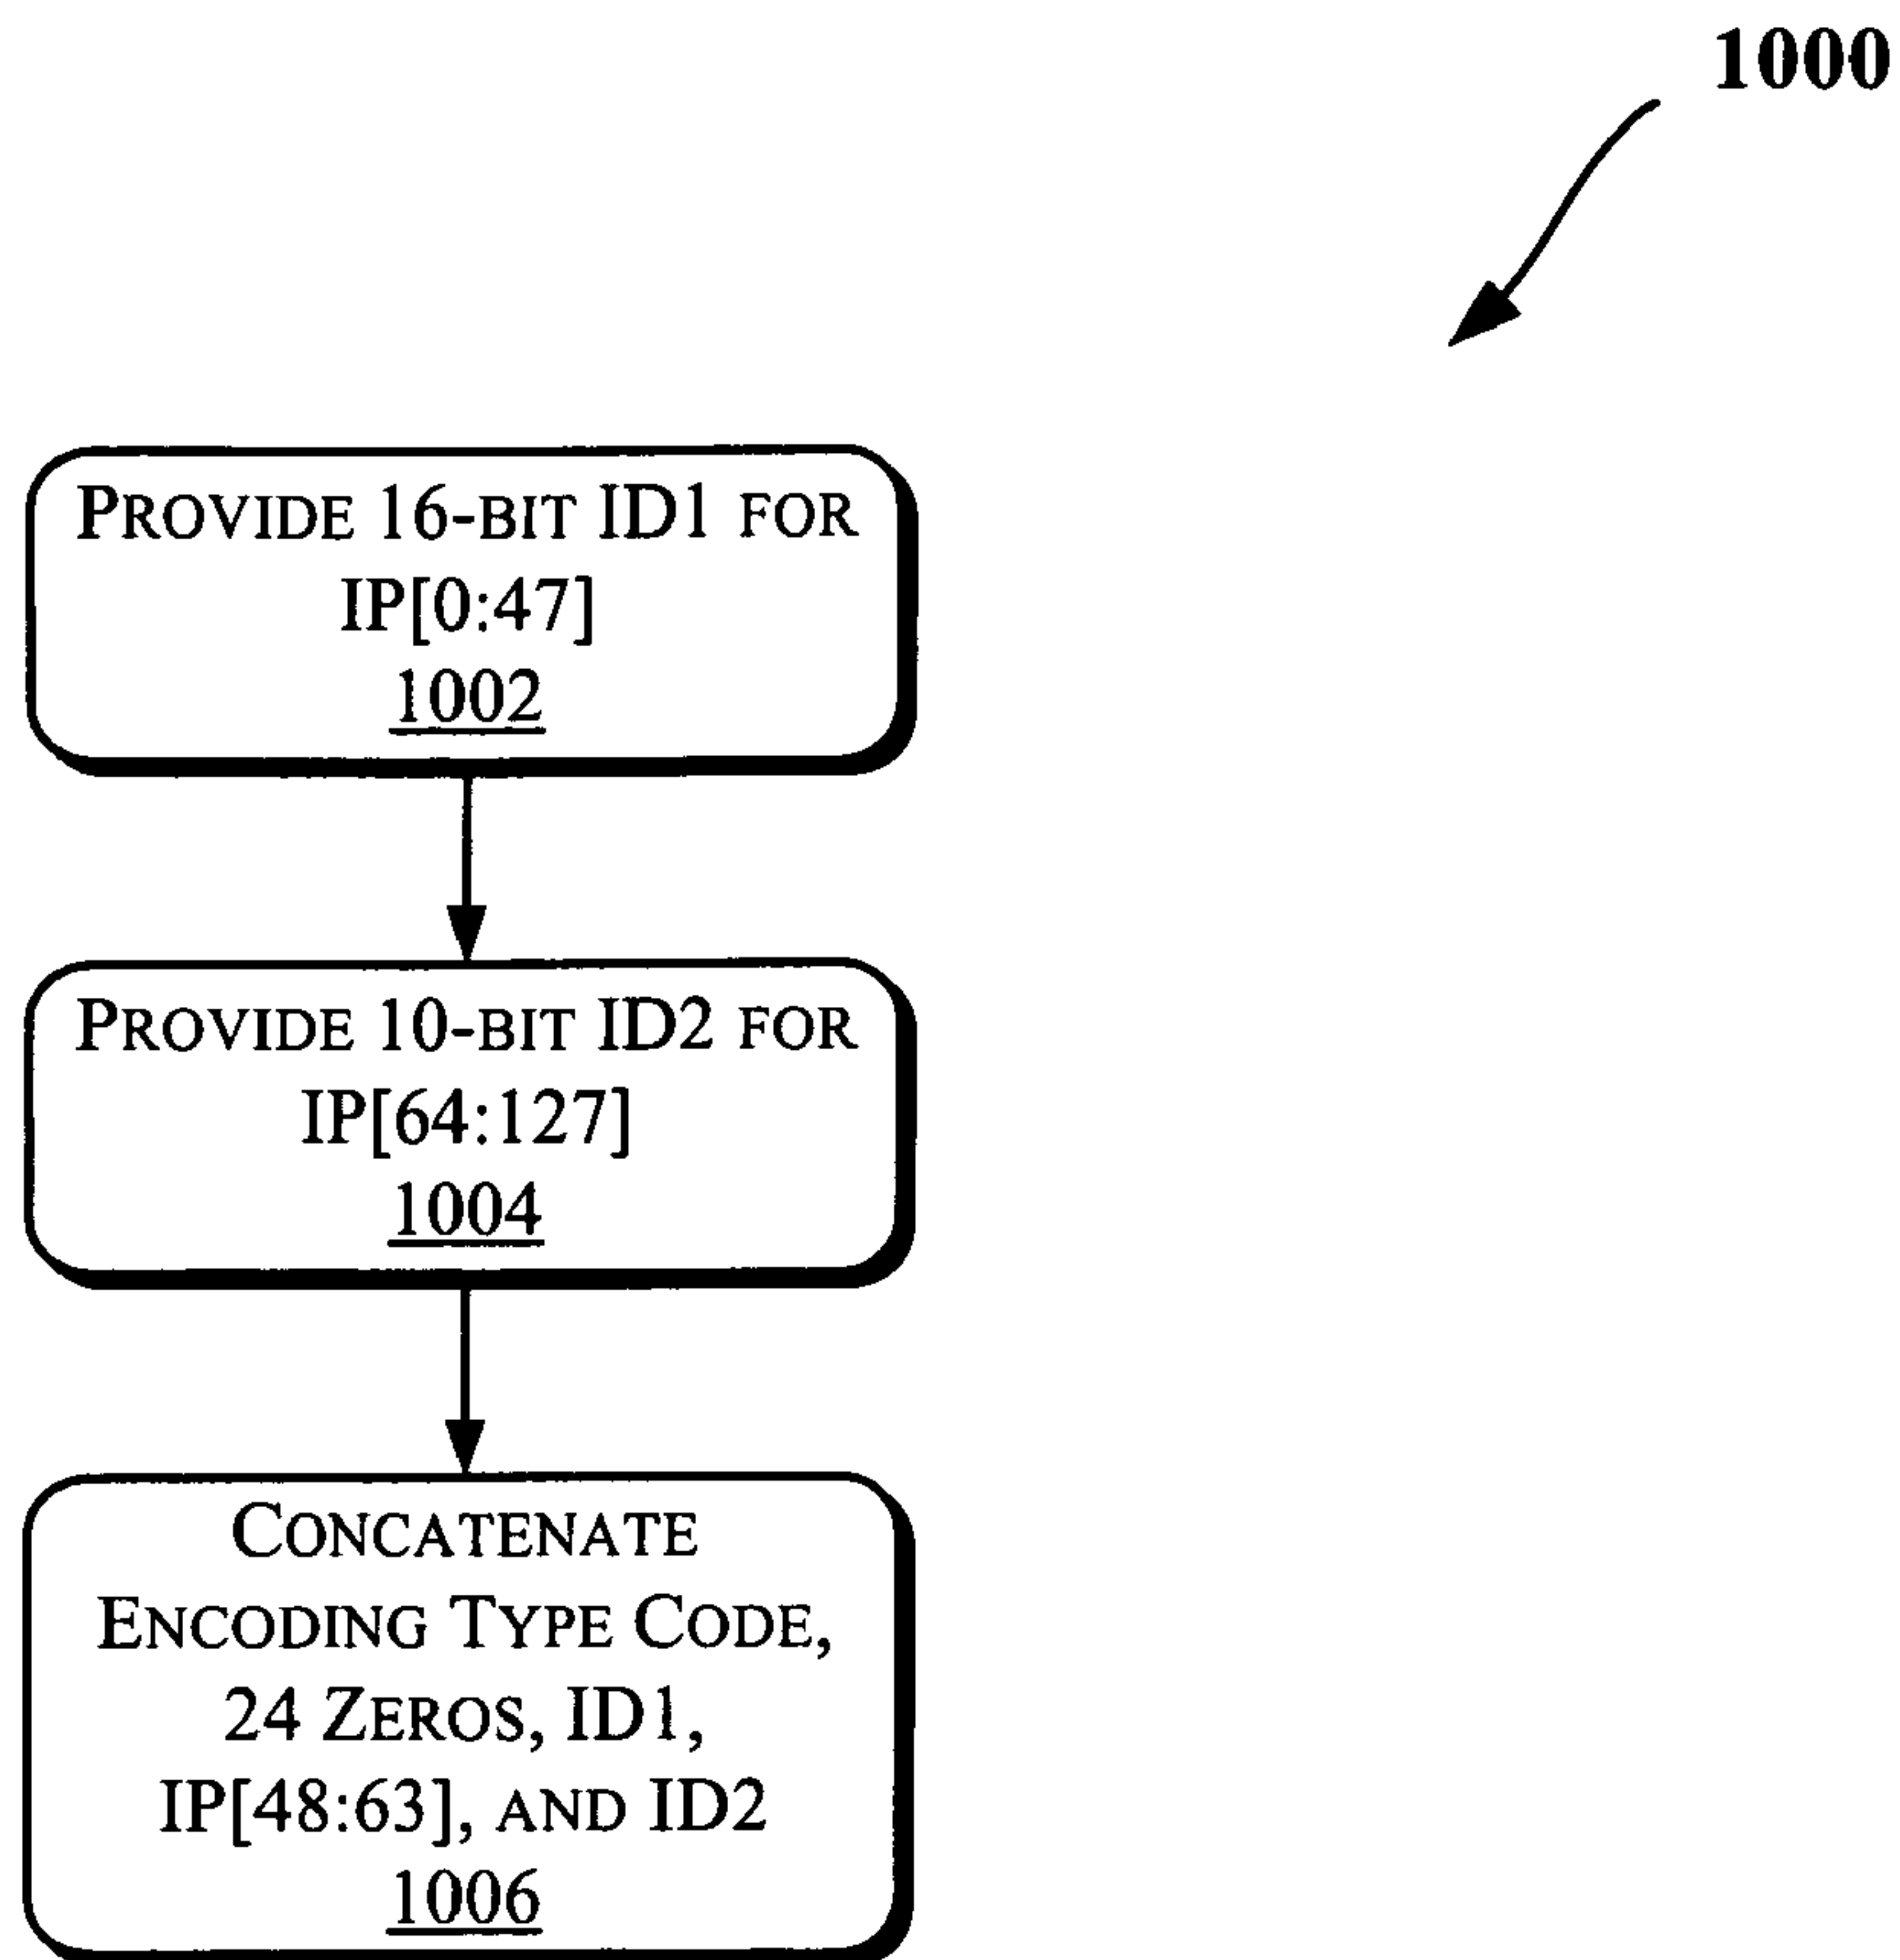 1000
PROVIDE 16-BIT ID1 FOR
IP[0:47]
1002
PROVIDE 10-BIT ID2 FOR
IP[64:127]
1004
CONCATENATE
ENCODING TYPE CODE,
24 ZEROS, ID1,
IP[48:63], AND ID2
1006